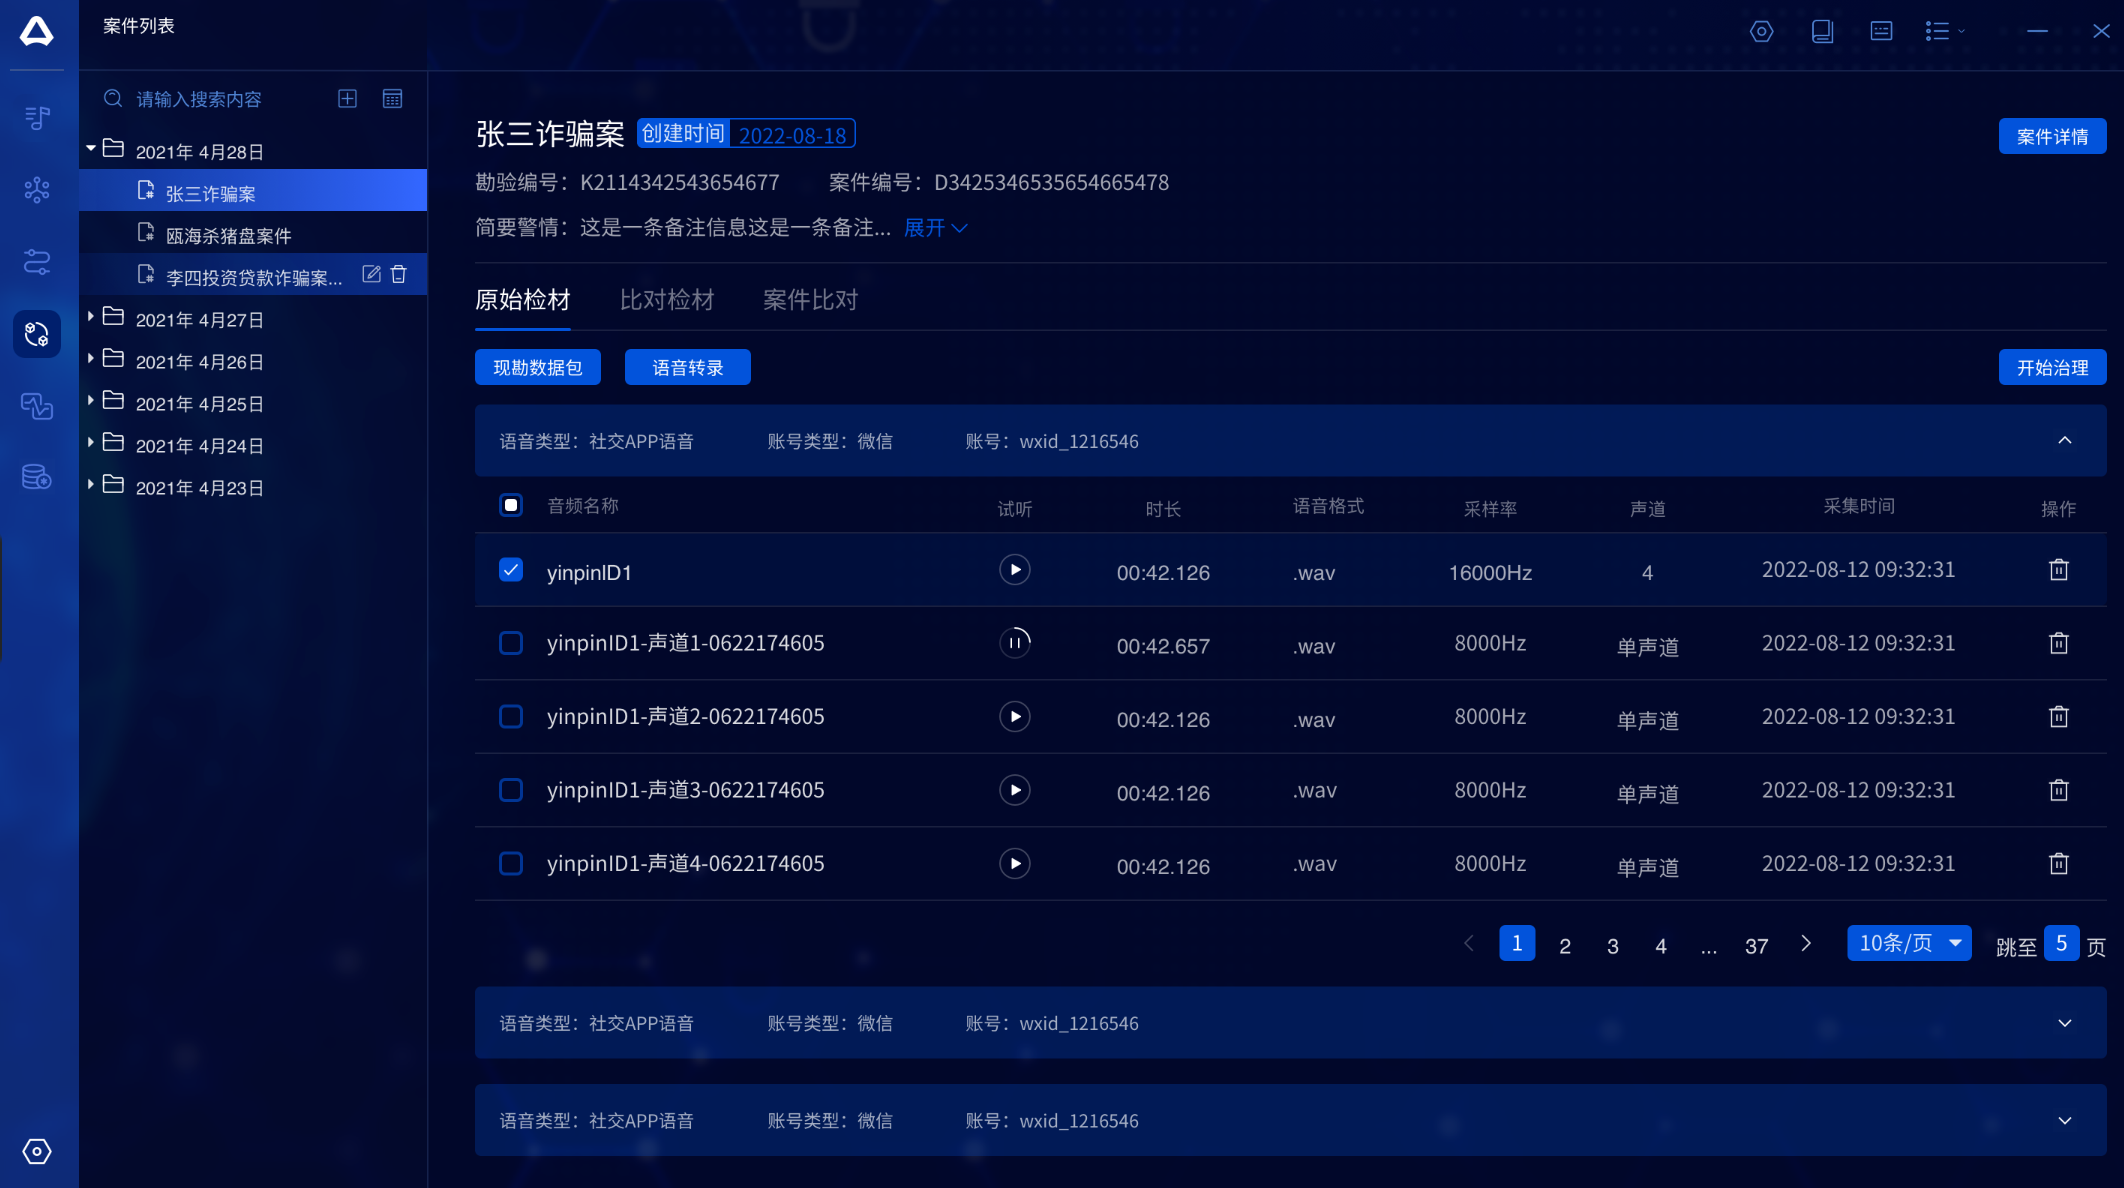 案件列表
请输入搜索内容
2021年 4月28日
张三诈骗案
瓯海杀猪盘案件
李四投资贷款诈骗案...
2021年 4月27日
2021年 4月26日
2021年 4月25日
2021年 4月24日
2021年 4月23日
张三诈骗案 创建时间 2022-08-18 案件详情
勘验编号：K2114342543654677 案件编号：D3425346535654665478
简要警情：这是一条备注信息这是一条备注... 展开
原始检材 比对检材 案件比对
现勘数据包 语音转录 开始治理
语音类型：社交APP语音 账号类型：微信 账号：wxid_1216546
音频名称 试听 时长 语音格式 采样率 声道 采集时间 操作
yinpinID1 00:42.126 .wav 16000Hz 4 2022-08-12 09:32:31
yinpinID1-声道1-0622174605 00:42.657 .wav 8000Hz 单声道 2022-08-12 09:32:31
yinpinID1-声道2-0622174605 00:42.126 .wav 8000Hz 单声道 2022-08-12 09:32:31
yinpinID1-声道3-0622174605 00:42.126 .wav 8000Hz 单声道 2022-08-12 09:32:31
yinpinID1-声道4-0622174605 00:42.126 .wav 8000Hz 单声道 2022-08-12 09:32:31
1 2 3 4 ... 37 10条/页 跳至 5 页
语音类型：社交APP语音 账号类型：微信 账号：wxid_1216546
语音类型：社交APP语音 账号类型：微信 账号：wxid_1216546